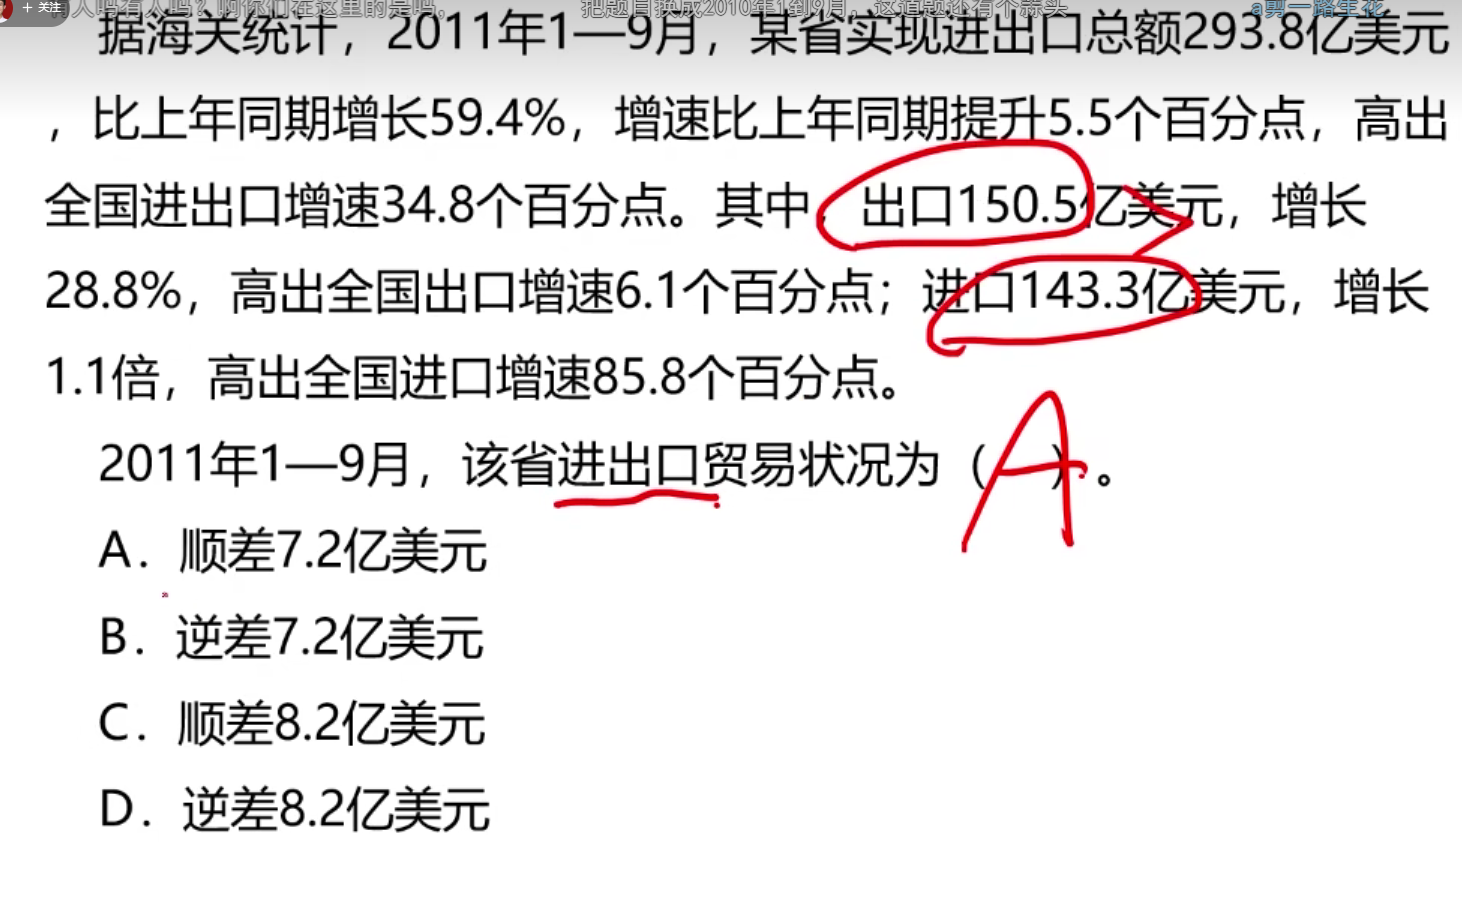 + 关注
人吧有人吗？啊你们在这里的是吗。
把题目换成2010年1到9月，这道题还有个蒜头
a剪一路生花
据海关统计，2011年1—9月，某省实现进出口总额293.8亿美元
，比上年同期增长59.4%，增速比上年同期提升5.5个百分点，高出
全国进出口增速34.8个百分点。其中，出口150.5亿美元，增长
28.8%，高出全国出口增速6.1个百分点；进口143.3亿美元，增长
1.1倍，高出全国进口增速85.8个百分点。
2011年1—9月，该省进出口贸易状况为（ ）。
A
A. 顺差7.2亿美元
B. 逆差7.2亿美元
C. 顺差8.2亿美元
D. 逆差8.2亿美元